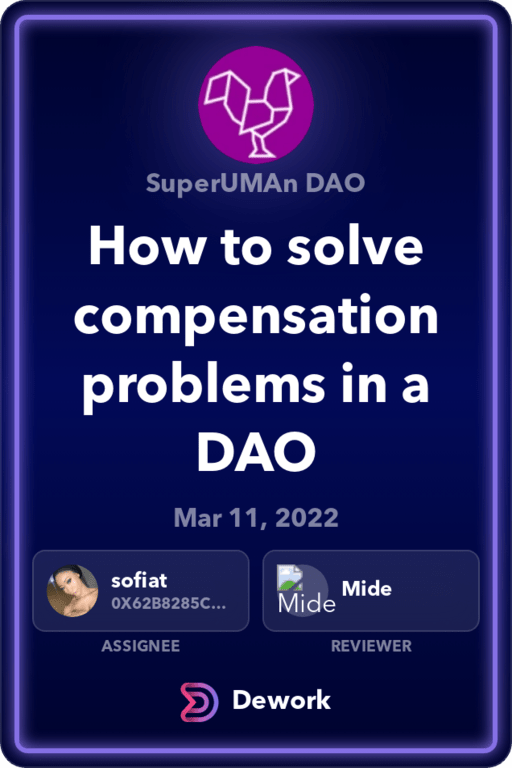 SuperUMAn DAO
How to solve
compensation
problems in a
DAO
Mar 11, 2022
sofiat
0X62B8285C...
Mide
Mide
ASSIGNEE
REVIEWER
Dework